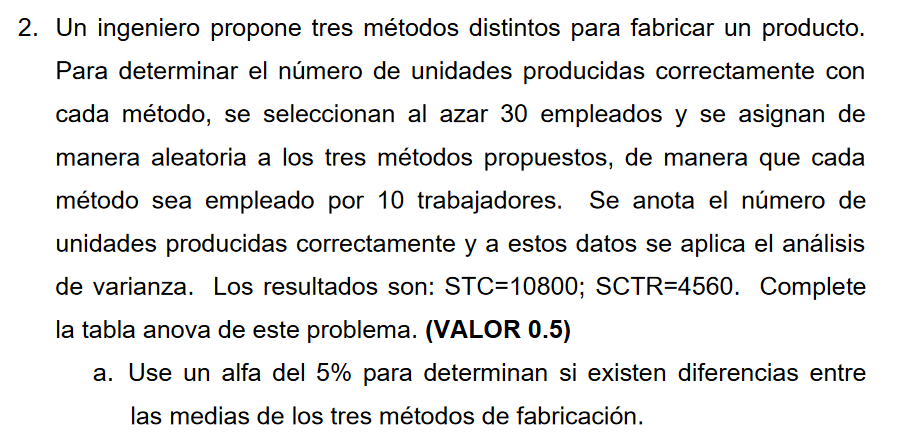 2. Un ingeniero propone tres métodos distintos para fabricar un producto.
Para determinar el número de unidades producidas correctamente con
cada método, se seleccionan al azar 30 empleados y se asignan de
manera aleatoria a los tres métodos propuestos, de manera que cada
método sea empleado por 10 trabajadores. Se anota el número de
unidades producidas correctamente y a estos datos se aplica el análisis
de varianza. Los resultados son: STC=10800; SCTR=4560. Complete
la tabla anova de este problema. (VALOR 0.5)
a. Use un alfa del 5% para determinan si existen diferencias entre
las medias de los tres métodos de fabricación.